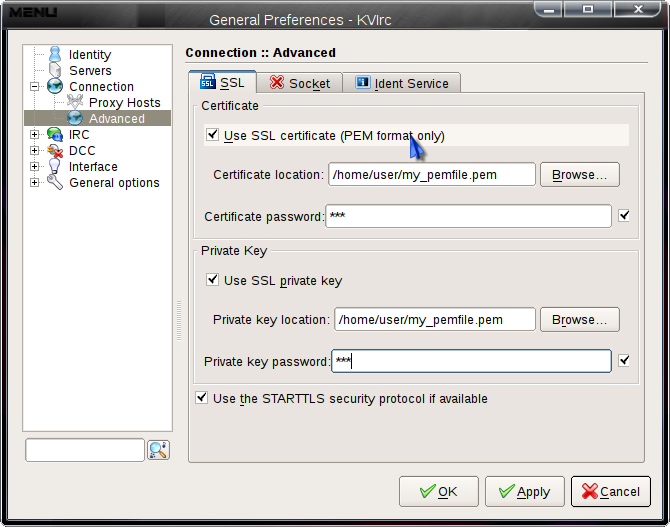 MENU
General Preferences - KVIrc
Identity
Servers
Connection
Proxy Hosts
Advanced
IRC
DCC
Interface
General options
Connection :: Advanced
SSL Socket Ident Service
Certificate
Use SSL certificate (PEM format only)
Certificate location: /home/user/my_pemfile.pem Browse...
Certificate password: ***
Private Key
Use SSL private key
Private key location: /home/user/my_pemfile.pem Browse...
Private key password: ***
Use the STARTTLS security protocol if available
OK Apply Cancel